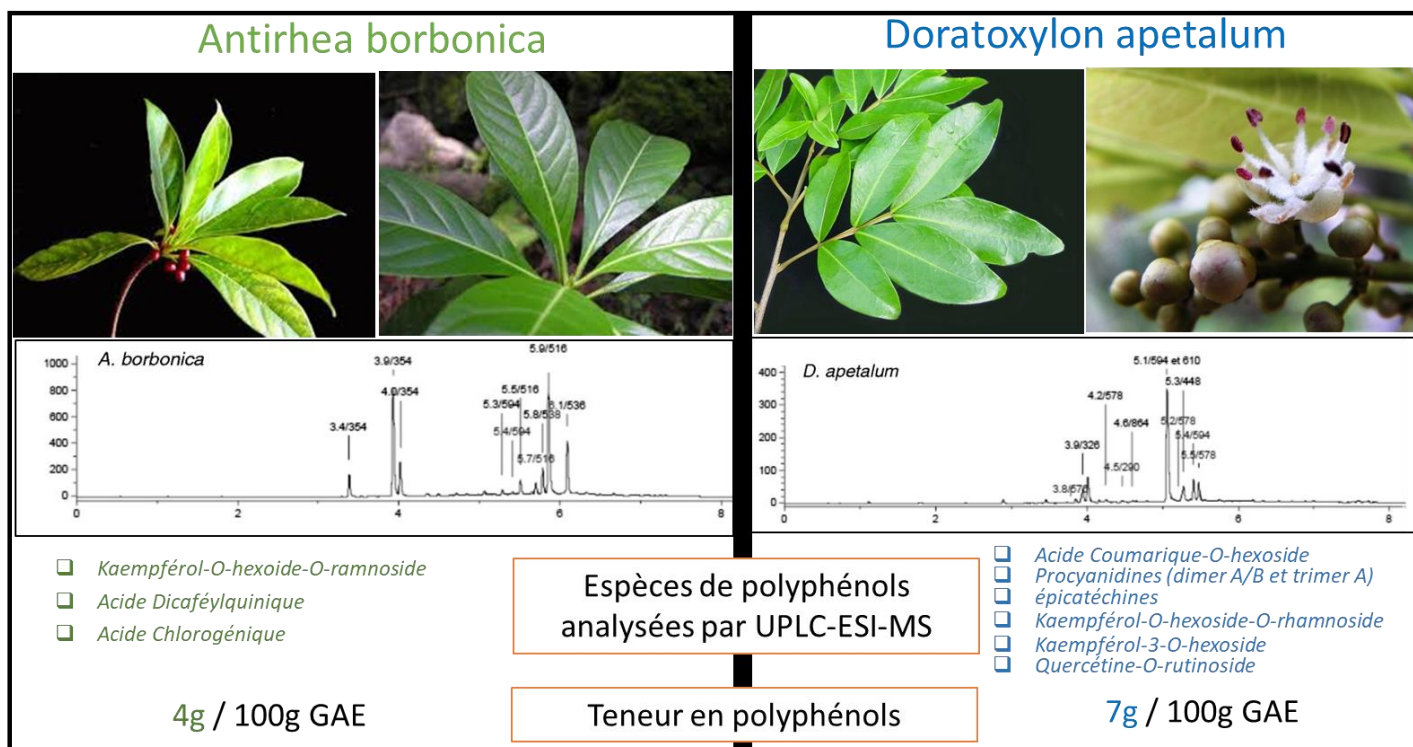 Antirhea borbonica
Doratoxylon apetalum
A. borbonica
1000
800
600
400
200
0
3.4/354
3.9/354
4.0/354
5.3/594
5.4/594
5.5/516
5.7/516
5.8/538
5.9/516
6.1/536
0
2
4
6
8
D. apetalum
400
300
200
100
0
3.8/576
3.9/326
4.2/578
4.5/290
4.6/864
5.1/594 et 610
5.2/578
5.3/448
5.4/594
5.5/578
0
2
4
6
8
Kaempférol-O-hexoide-O-ramnoside
Acide Dicaféylquinique
Acide Chlorogénique
Espèces de polyphénols
analysées par UPLC-ESI-MS
Acide Coumarique-O-hexoside
Procyanidines (dimer A/B et trimer A)
épicatéchines
Kaempférol-O-hexoside-O-rhamnoside
Kaempférol-3-O-hexoside
Quercétine-O-rutinoside
4g / 100g GAE
Teneur en polyphénols
7g / 100g GAE